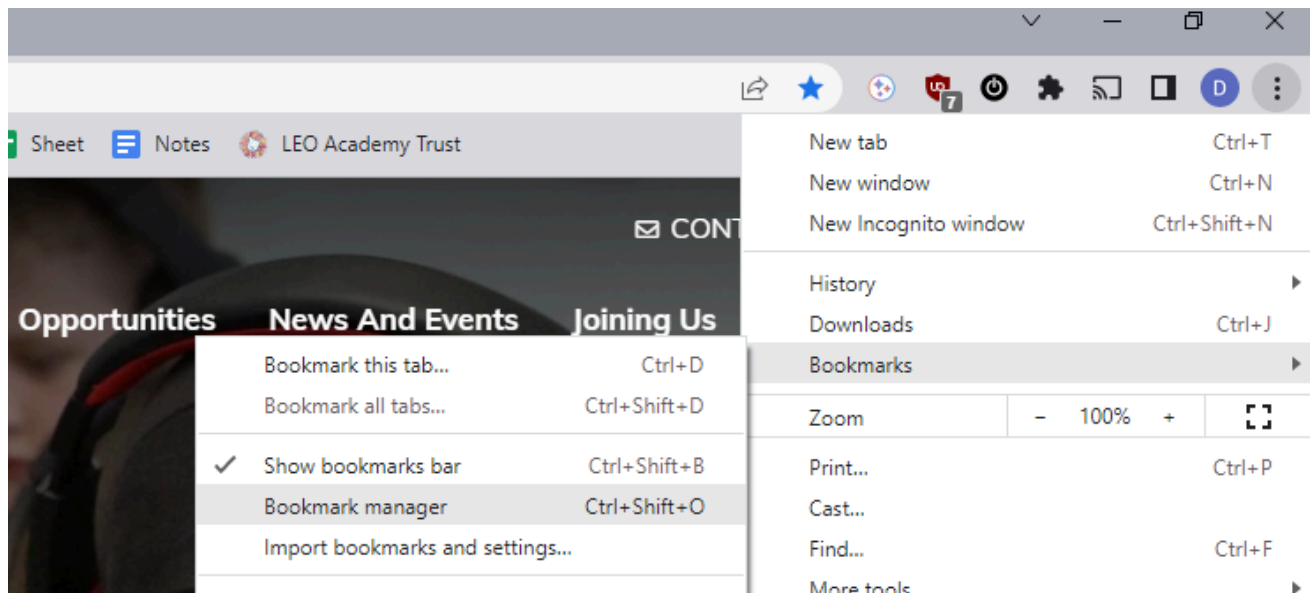 uD
7
D
Sheet Notes LEO Academy Trust
CONT
Opportunities News And Events Joining Us
New tab Ctrl+T
New window Ctrl+N
New Incognito window Ctrl+Shift+N
History
Downloads Ctrl+J
Bookmarks
Zoom - 100% +
Print... Ctrl+P
Cast...
Find... Ctrl+F
More tools
Bookmark this tab... Ctrl+D
Bookmark all tabs... Ctrl+Shift+D
Show bookmarks bar Ctrl+Shift+B
Bookmark manager Ctrl+Shift+O
Import bookmarks and settings...